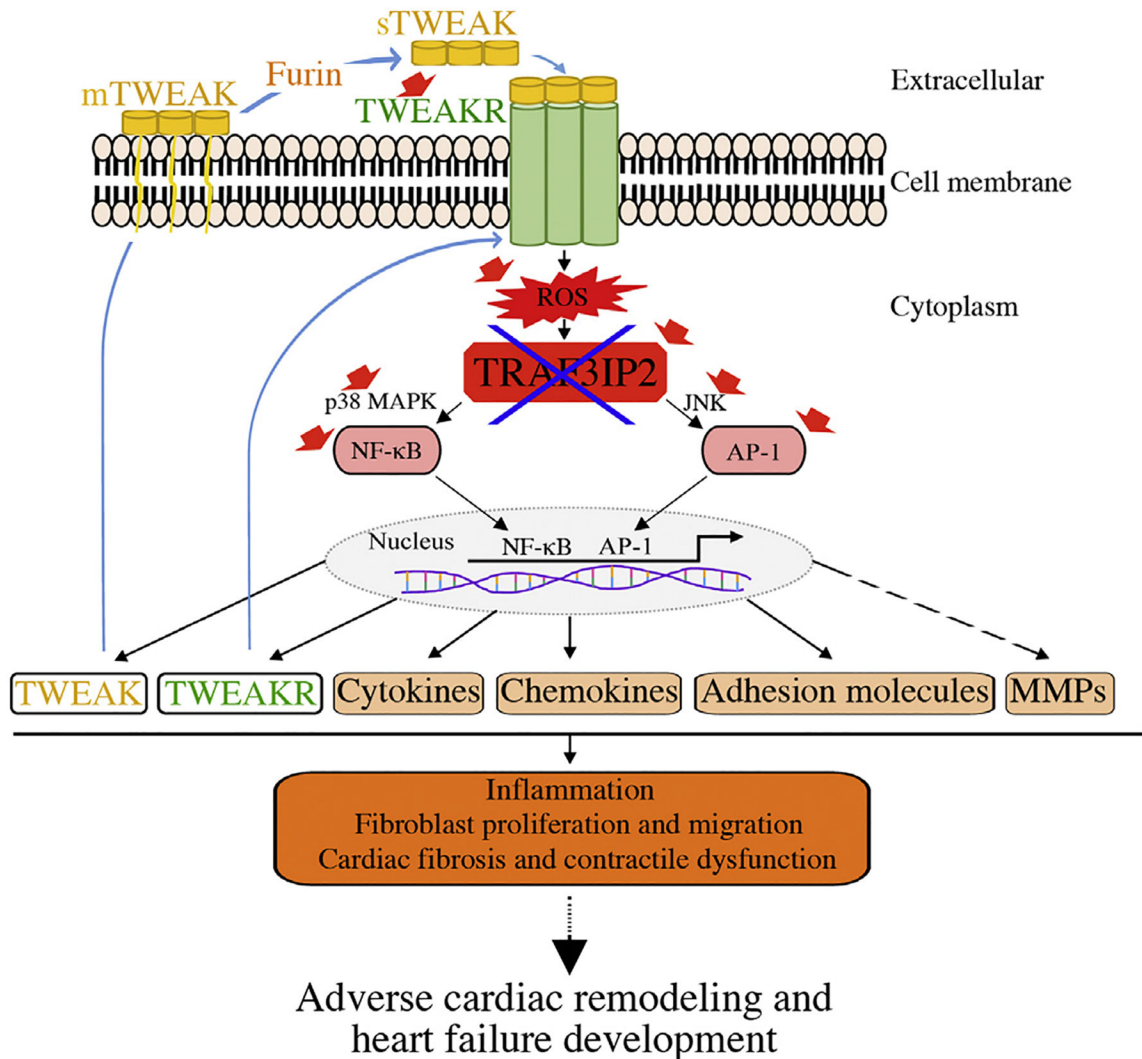 sTWEAK
Furin
mTWEAK
TWEAKR
Extracellular
Cell membrane
Cytoplasm
ROS
TRAF3IP2
p38 MAPK
JNK
NF-κB
AP-1
Nucleus
NF-κB
AP-1
TWEAK
TWEAKR
Cytokines
Chemokines
Adhesion molecules
MMPs
Inflammation
Fibroblast proliferation and migration
Cardiac fibrosis and contractile dysfunction
Adverse cardiac remodeling and
heart failure development